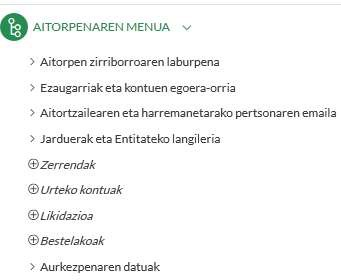 AITORPENAREN MENUA
Aitorpen zirriborroaren laburpena
Ezaugarriak eta kontuen egoera-orria
Aitortzailearen eta harremanetarako pertsonaren emaila
Jarduerak eta Entitateko langileria
Zerrendak
Urteko kontuak
Likidazioa
Bestelakoak
Aurkezpenaren datuak